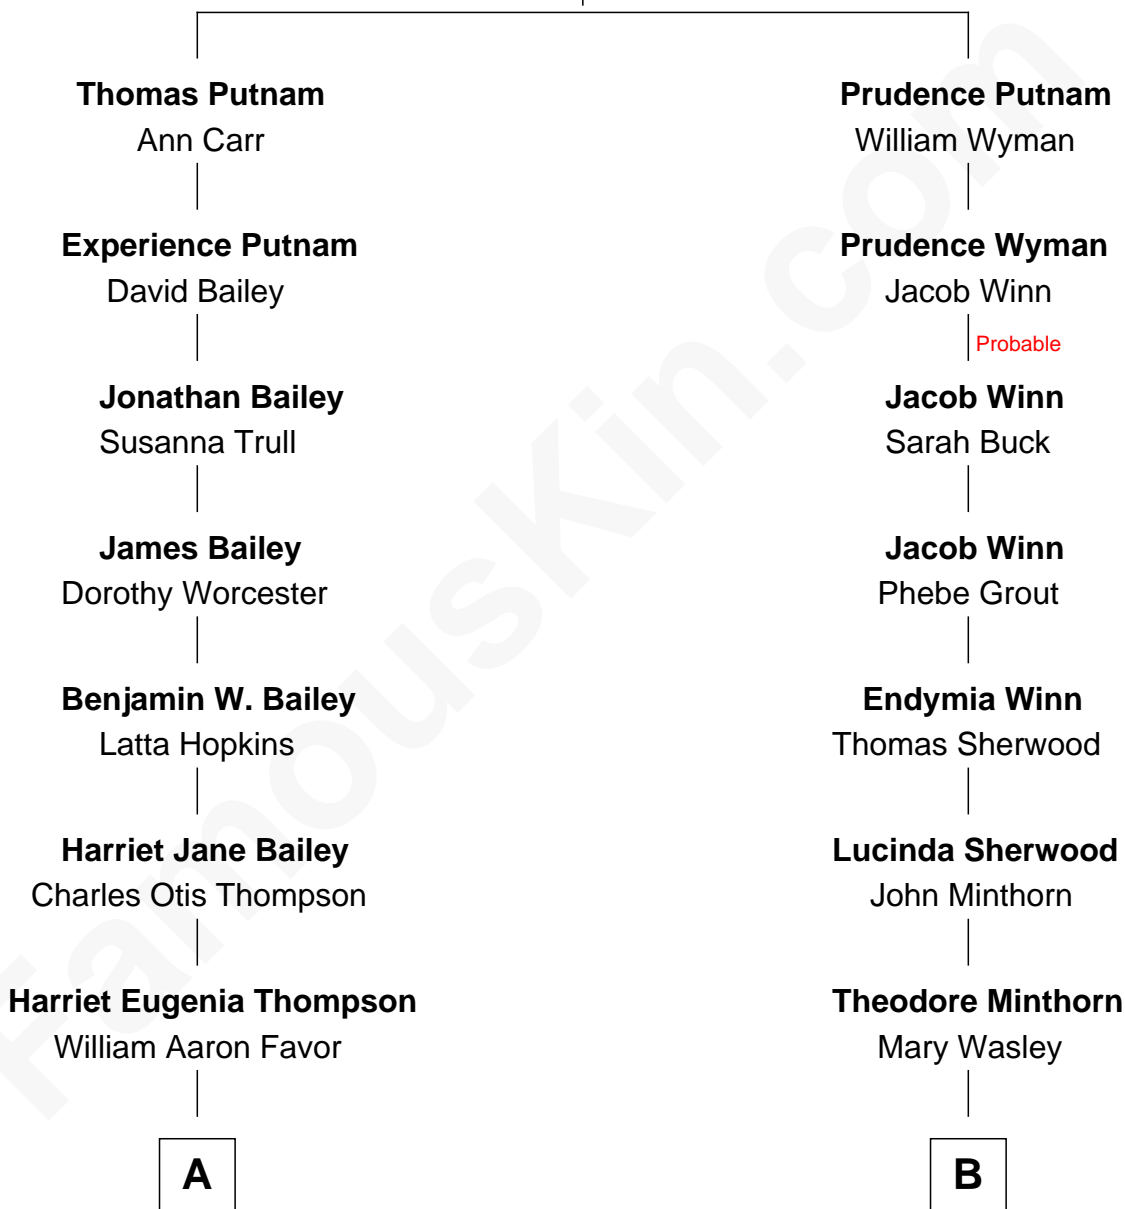 Thomas Putnam
Ann Carr
Prudence Putnam
William Wyman
Experience Putnam
David Bailey
Prudence Wyman
Jacob Winn
Probable
Jonathan Bailey
Susanna Trull
Jacob Winn
Sarah Buck
James Bailey
Dorothy Worcester
Jacob Winn
Phebe Grout
Benjamin W. Bailey
Latta Hopkins
Endymia Winn
Thomas Sherwood
Harriet Jane Bailey
Charles Otis Thompson
Lucinda Sherwood
John Minthorn
Harriet Eugenia Thompson
William Aaron Favor
Theodore Minthorn
Mary Wasley
A
B
FamousKin.com